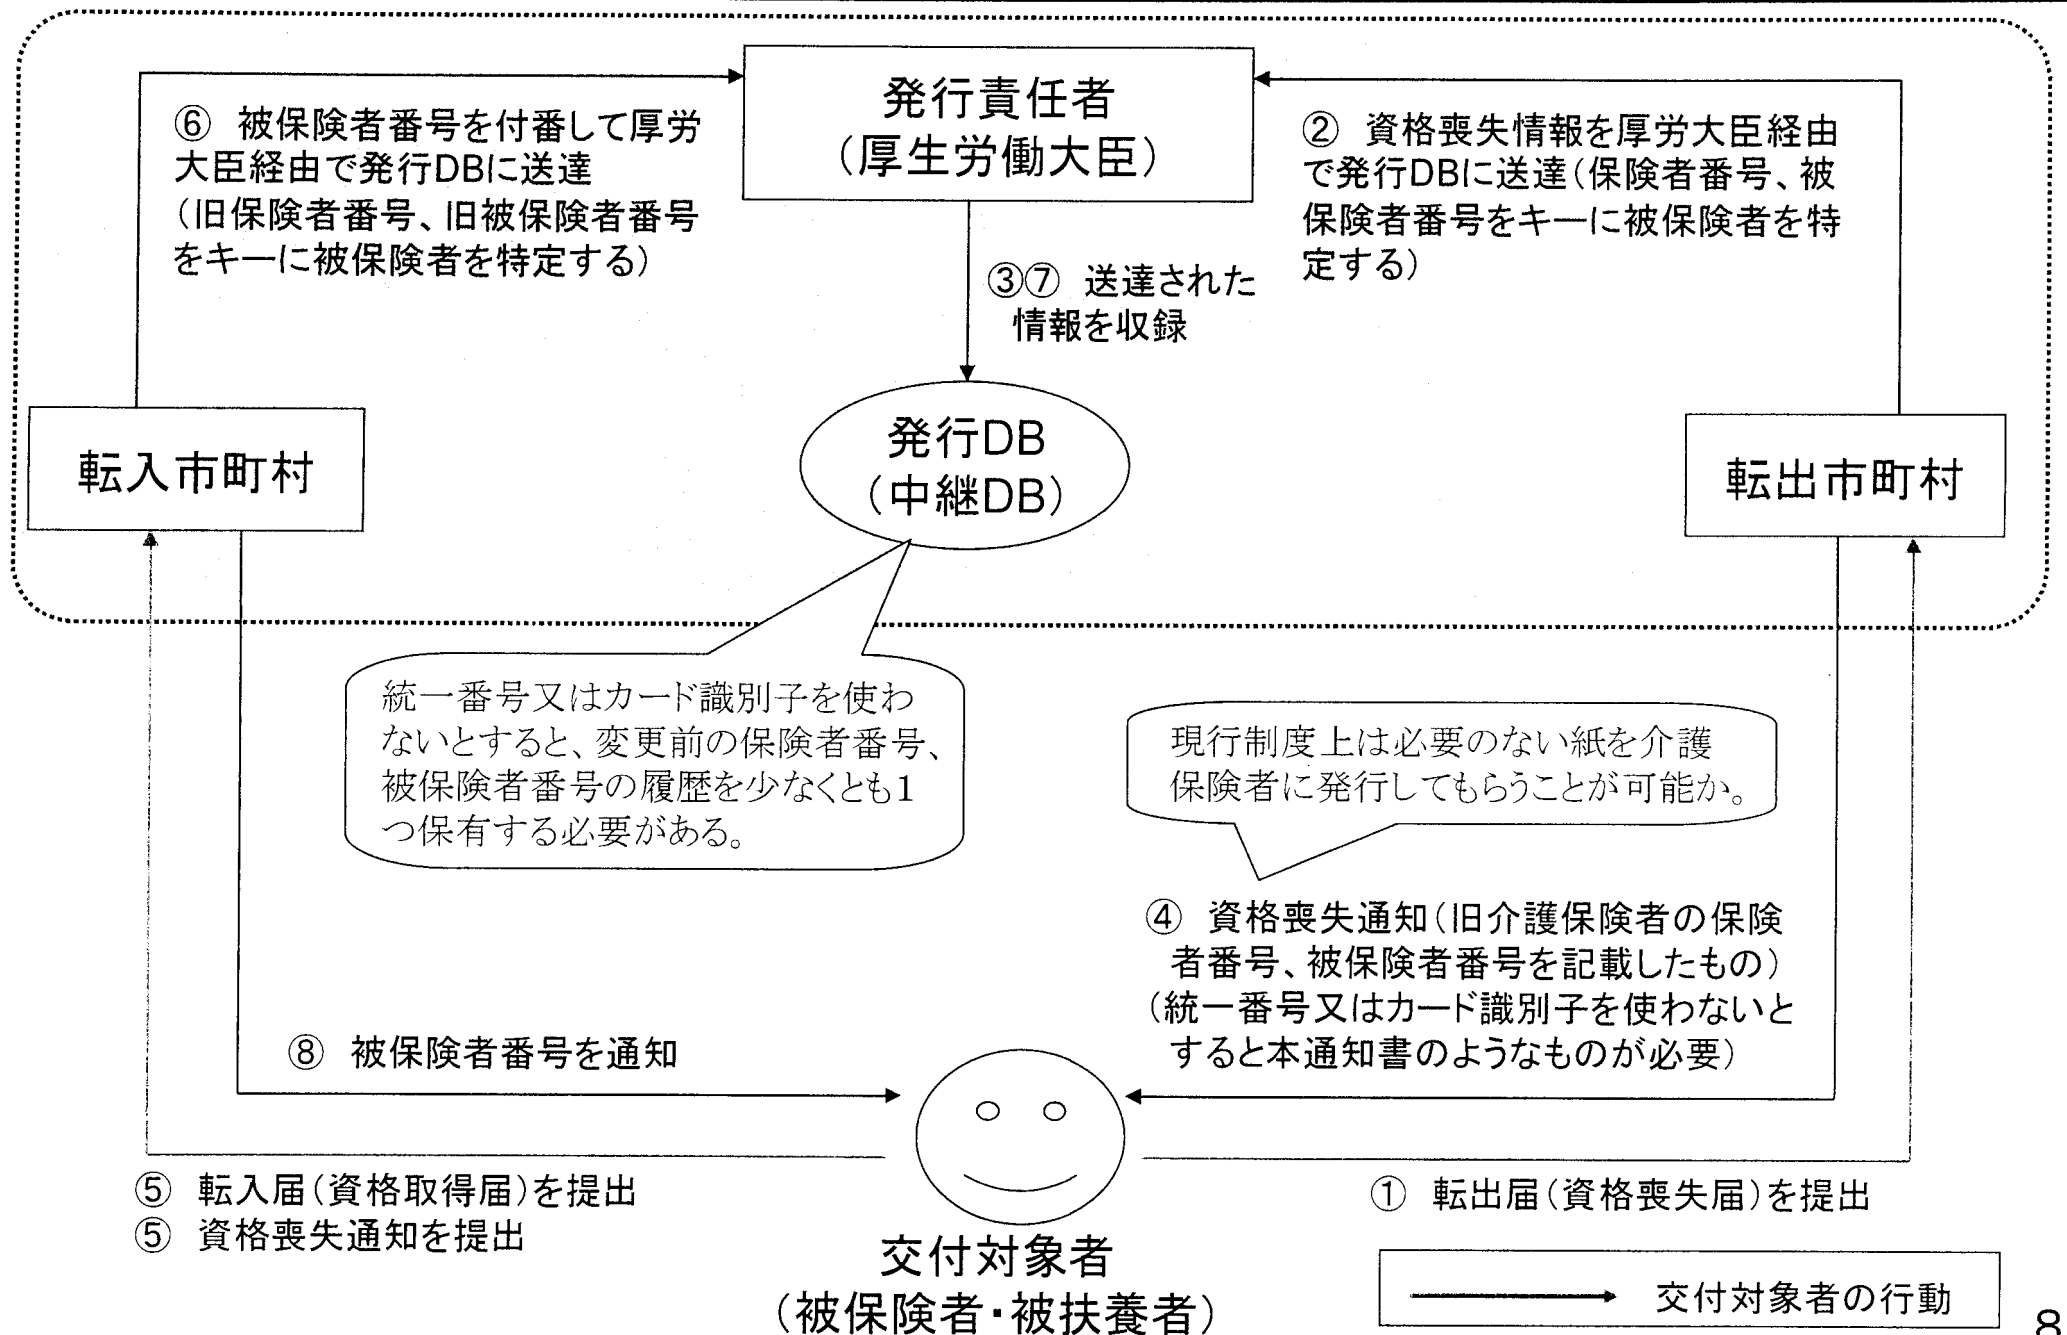 発行責任者
（厚生労働大臣）
⑥ 被保険者番号を付番して厚労
大臣経由で発行DBに送達
（旧保険者番号、旧被保険者番号
をキーに被保険者を特定する）
② 資格喪失情報を厚労大臣経由
で発行DBに送達（保険者番号、被
保険者番号をキーに被保険者を特
定する）
③⑦ 送達された
情報を収録
転入市町村
発行DB
（中継DB）
転出市町村
統一番号又はカード識別子を使わ
ないとすると、変更前の保険者番号、
被保険者番号の履歴を少なくとも1
つ保有する必要がある。
現行制度上は必要のない紙を介護
保険者に発行してもらうことが可能か。
④ 資格喪失通知（旧介護保険者の保険
者番号、被保険者番号を記載したもの）
（統一番号又はカード識別子を使わないと
すると本通知書のようなものが必要）
⑧ 被保険者番号を通知
⑤ 転入届（資格取得届）を提出
⑤ 資格喪失通知を提出
① 転出届（資格喪失届）を提出
交付対象者
（被保険者・被扶養者）
交付対象者の行動
8